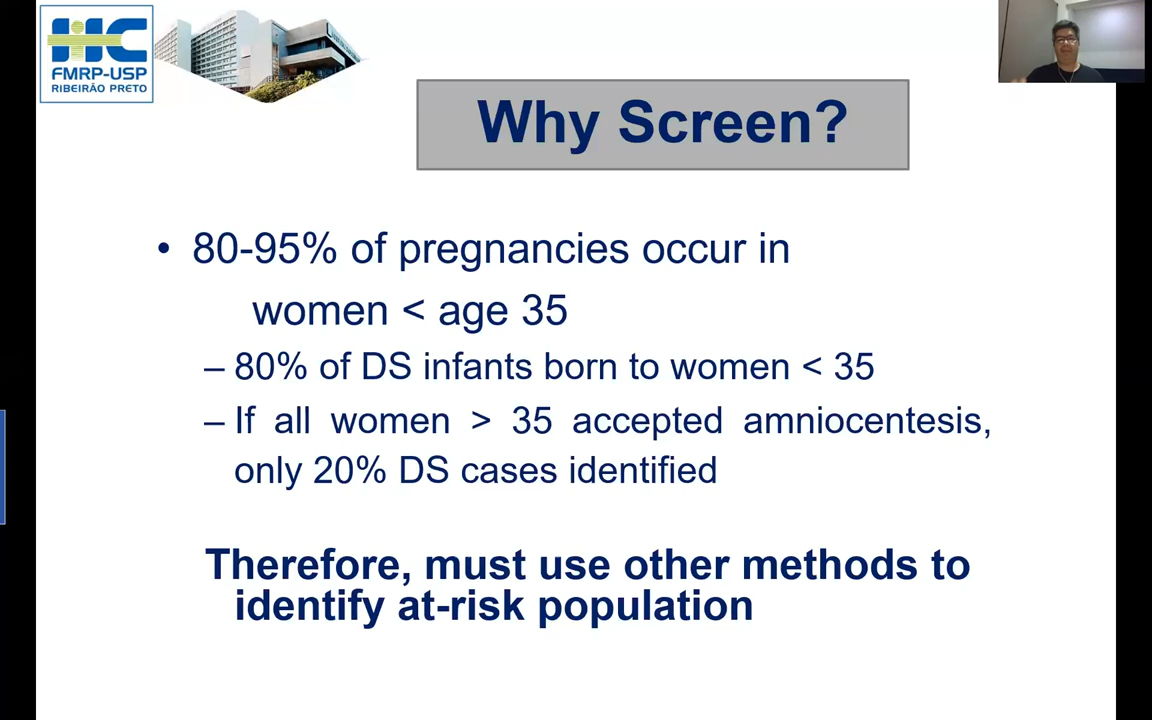 HC
FMRP-USP
RIBEIRÃO PRETO
Why Screen?
• 80-95% of pregnancies occur in
women < age 35
– 80% of DS infants born to women < 35
– If all women > 35 accepted amniocentesis,
only 20% DS cases identified
Therefore, must use other methods to
identify at-risk population